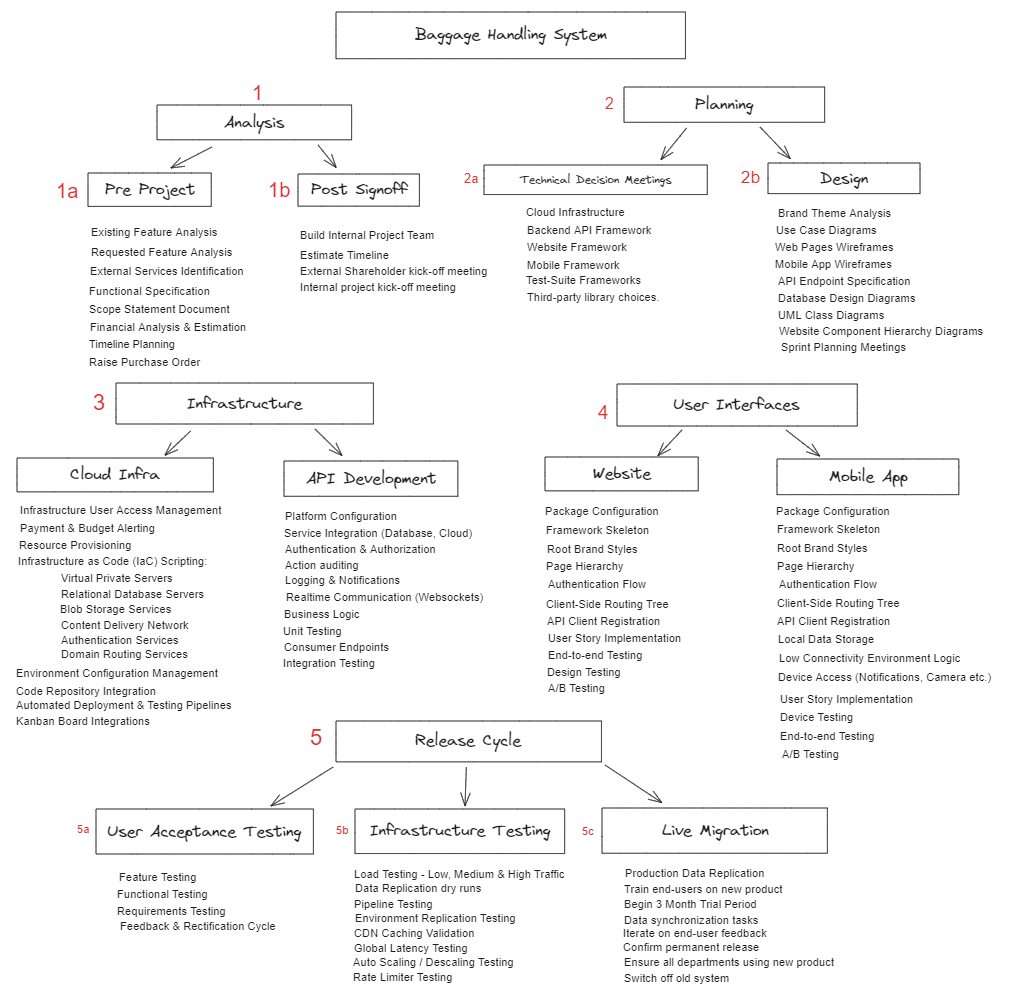 Baggage Handling System
1
Analysis
1a
Pre Project
Existing Feature Analysis
Requested Feature Analysis
External Services Identification
Functional Specification
Scope Statement Document
Financial Analysis & Estimation
Timeline Planning
Raise Purchase Order
1b
Post Signoff
Build Internal Project Team
Estimate Timeline
External Shareholder kick-off meeting
Internal project kick-off meeting
2
Planning
2a
Technical Decision Meetings
Cloud Infrastructure
Backend API Framework
Website Framework
Mobile Framework
Test-Suite Frameworks
Third-party library choices.
2b
Design
Brand Theme Analysis
Use Case Diagrams
Web Pages Wireframes
Mobile App Wireframes
API Endpoint Specification
Database Design Diagrams
UML Class Diagrams
Website Component Hierarchy Diagrams
Sprint Planning Meetings
3
Infrastructure
Cloud Infra
Infrastructure User Access Management
Payment & Budget Alerting
Resource Provisioning
Infrastructure as Code (IaC) Scripting:
Virtual Private Servers
Relational Database Servers
Blob Storage Services
Content Delivery Network
Authentication Services
Domain Routing Services
Environment Configuration Management
Code Repository Integration
Automated Deployment & Testing Pipelines
Kanban Board Integrations
API Development
Platform Configuration
Service Integration (Database, Cloud)
Authentication & Authorization
Action auditing
Logging & Notifications
Realtime Communication (Websockets)
Business Logic
Unit Testing
Consumer Endpoints
Integration Testing
4
User Interfaces
Website
Package Configuration
Framework Skeleton
Root Brand Styles
Page Hierarchy
Authentication Flow
Client-Side Routing Tree
API Client Registration
User Story Implementation
End-to-end Testing
Design Testing
A/B Testing
Mobile App
Package Configuration
Framework Skeleton
Root Brand Styles
Page Hierarchy
Authentication Flow
Client-Side Routing Tree
API Client Registration
Local Data Storage
Low Connectivity Environment Logic
Device Access (Notifications, Camera etc.)
User Story Implementation
Device Testing
End-to-end Testing
A/B Testing
5
Release Cycle
5a
User Acceptance Testing
Feature Testing
Functional Testing
Requirements Testing
Feedback & Rectification Cycle
5b
Infrastructure Testing
Load Testing - Low, Medium & High Traffic
Data Replication dry runs
Pipeline Testing
Environment Replication Testing
CDN Caching Validation
Global Latency Testing
Auto Scaling / Descaling Testing
Rate Limiter Testing
5c
Live Migration
Production Data Replication
Train end-users on new product
Begin 3 Month Trial Period
Data synchronization tasks
Iterate on end-user feedback
Confirm permanent release
Ensure all departments using new product
Switch off old system